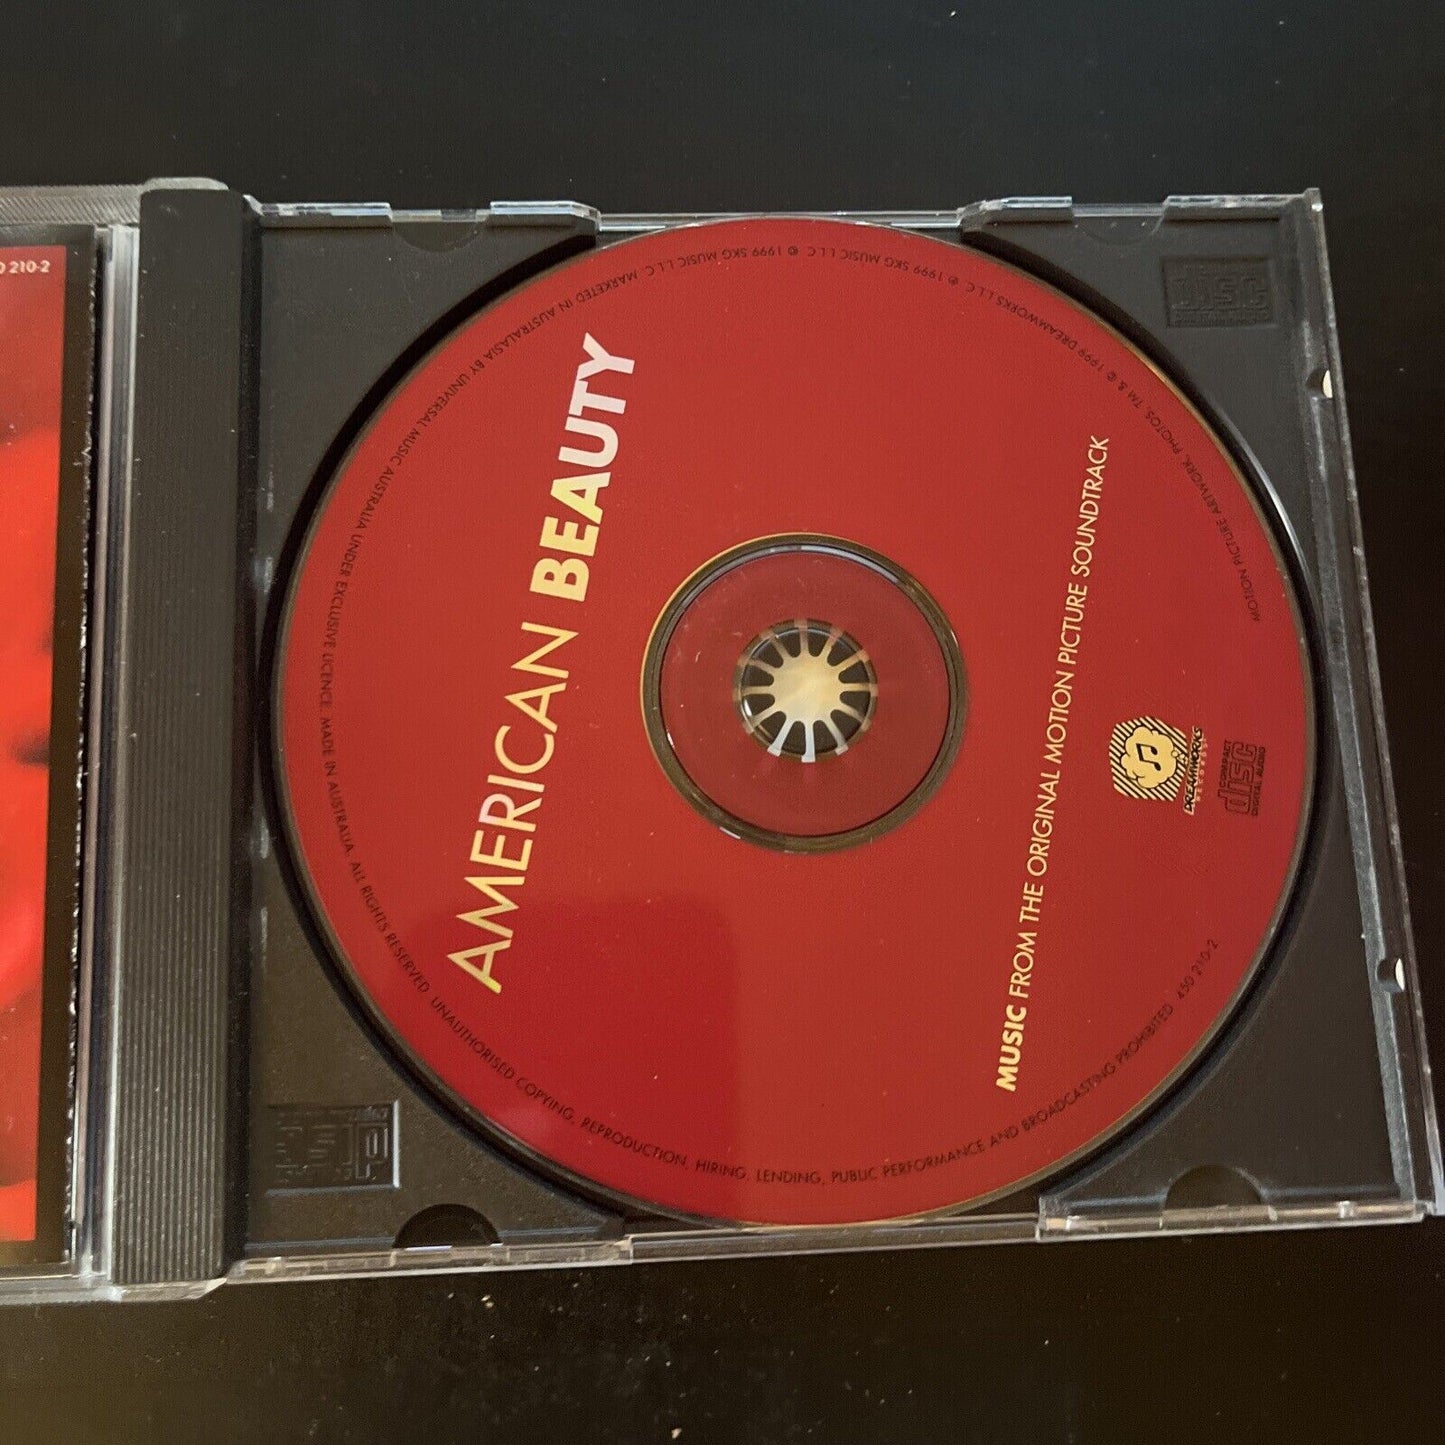 AMERICAN BEAUTY
MUSIC FROM THE ORIGINAL MOTION PICTURE SOUNDTRACK
DREAMWORKS
RECORDS
COMPACT
disc
DIGITAL AUDIO
MOTION PICTURE ARTWORK, PHOTOS, TM & © 1999 DREAMWORKS L.L.C. ℗ 1999 SKG MUSIC L.L.C. © 1999 SKG MUSIC L.L.C. MARKETED IN AUSTRALASIA BY UNIVERSAL MUSIC AUSTRALIA UNDER EXCLUSIVE LICENCE. MADE IN AUSTRALIA. ALL RIGHTS RESERVED. UNAUTHORISED COPYING, REPRODUCTION, HIRING, LENDING, PUBLIC PERFORMANCE AND BROADCASTING PROHIBITED. 450 210-2
210-2
disc
disc